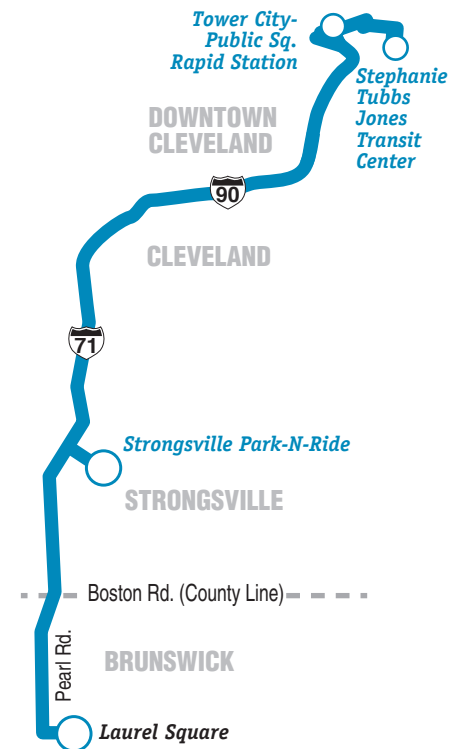 Tower City-
Public Sq.
Rapid Station
Stephanie
Tubbs
Jones
Transit
Center
DOWNTOWN
CLEVELAND
90
CLEVELAND
71
Strongsville Park-N-Ride
STRONGSVILLE
Boston Rd. (County Line)
Pearl Rd.
BRUNSWICK
Laurel Square